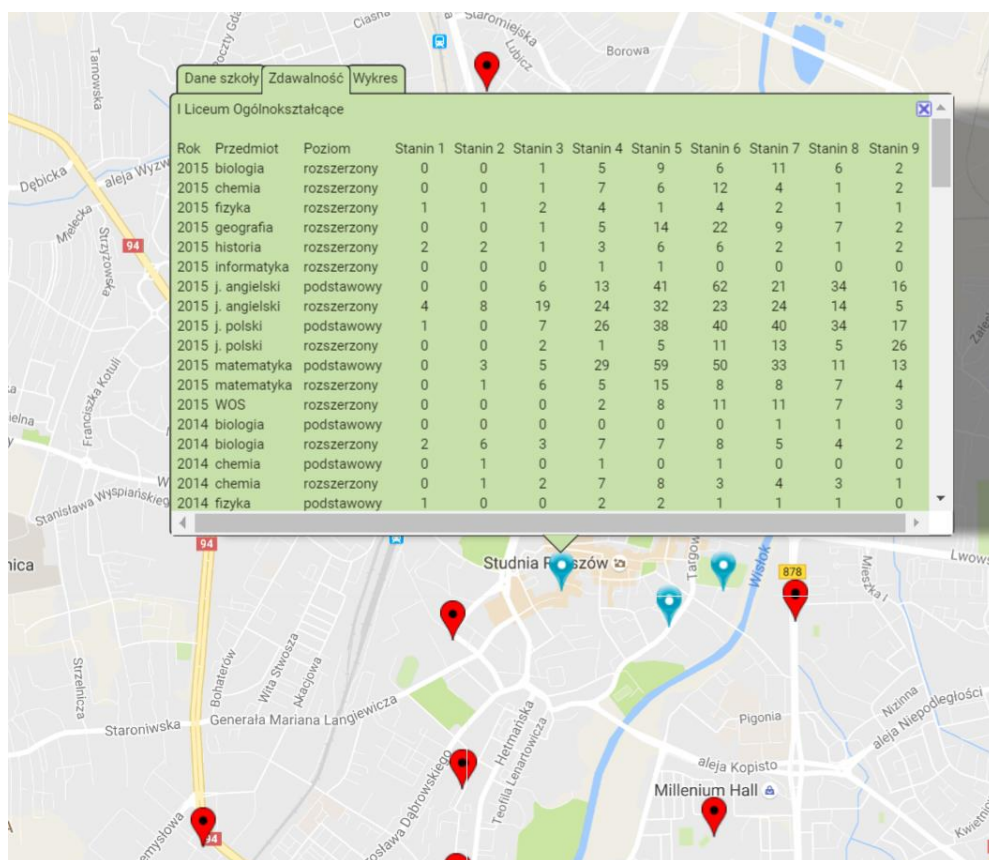 Ciasna
Staromiejska
Lubicz
Borowa
Tarnowska
Dębicka
aleja Wyzw
Mielecka
Strzyżowska
94
Dane szkoły Zdawalność Wykres
I Liceum Ogólnokształcące
Rok Przedmiot Poziom Stanin 1 Stanin 2 Stanin 3 Stanin 4 Stanin 5 Stanin 6 Stanin 7 Stanin 8 Stanin 9
2015 biologia rozszerzony 0 0 1 5 9 6 11 6 2
2015 chemia rozszerzony 0 0 1 7 6 12 4 1 2
2015 fizyka rozszerzony 1 1 2 4 1 4 2 1 1
2015 geografia rozszerzony 0 0 1 5 14 22 9 7 2
2015 historia rozszerzony 2 2 1 3 6 6 2 1 2
2015 informatyka rozszerzony 0 0 0 1 1 0 0 0 0
2015 j. angielski podstawowy 0 0 6 13 41 62 21 34 16
2015 j. angielski rozszerzony 4 8 19 24 32 23 24 14 5
2015 j. polski podstawowy 1 0 7 26 38 40 40 34 17
2015 j. polski rozszerzony 0 0 2 1 5 11 13 5 26
2015 matematyka podstawowy 0 3 5 29 59 50 33 11 13
2015 matematyka rozszerzony 0 1 6 5 15 8 8 7 4
2015 WOS rozszerzony 0 0 0 2 8 11 11 7 3
2014 biologia podstawowy 0 0 0 0 0 0 1 1 0
2014 biologia rozszerzony 2 6 3 7 7 8 5 4 2
2014 chemia podstawowy 0 1 0 1 0 1 0 0 0
2014 chemia rozszerzony 0 1 2 7 8 3 4 3 1
2014 fizyka podstawowy 1 0 0 2 2 1 1 1 0
Franciszka Kotuli
Stanisława Wyspiańskieg
94
nica
Studnia R szów
Targow
Wisłok
878
Mieszka I
Lwows
Strzelnicza
Bohaterów
Wita Stwosza
Akacjowa
Staroniwska
Generała Mariana Langiewicza
Hetmańska
Teofila Lenartowicza
Pigonia
Nizinna
aleja Niepodległości
aleja Kopisto
Millenium Hall
sława Dąbrowskiego
emysłowa
94
Kwietnic